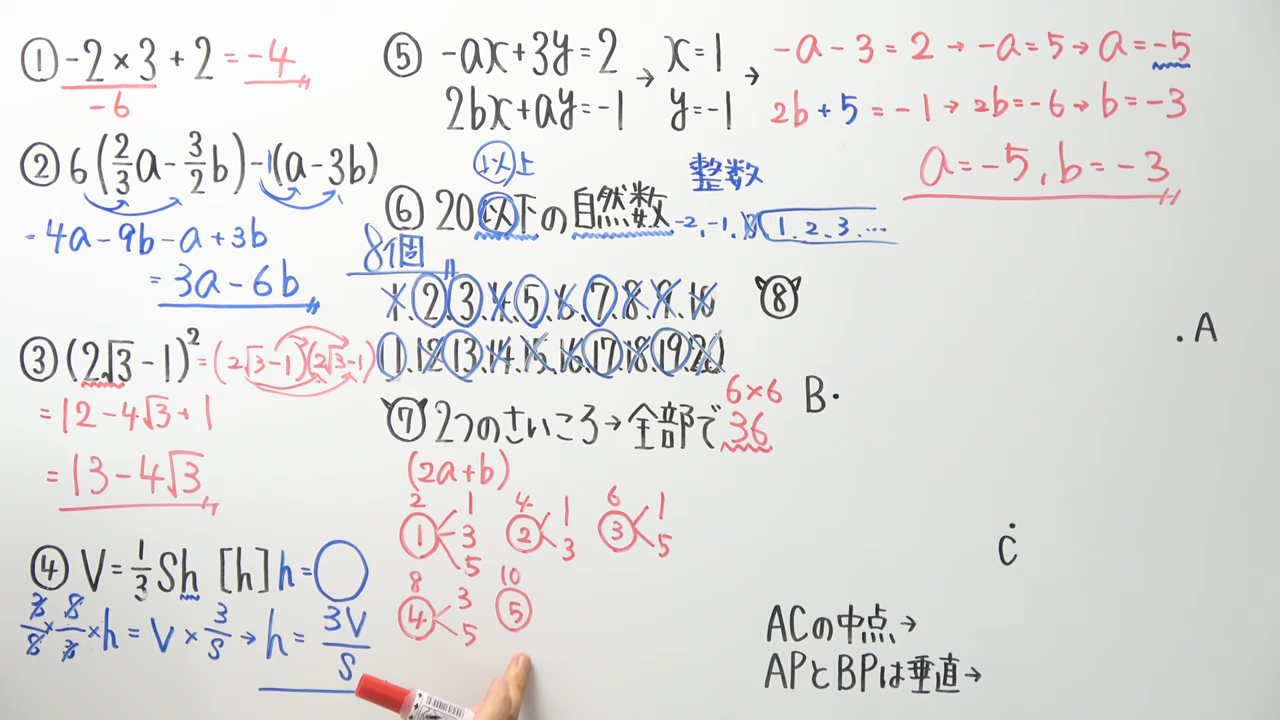 ① -2×3+2=-4
-6
② 6(2/3a-3/2b)-1(a-3b)
=4a-9b-a+3b
=3a-6b
③ (2√3-1)²=(2√3-1)(2√3-1)
=12-4√3+1
=13-4√3
④ V=1/3Sh [h] h=○
3/S×S/3×h=V×3/S→h=3V/S
⑤ -ax+3y=2
2bx+ay=-1
→ x=1
y=-1
→ -a-3=2→-a=5→a=-5
2b+5=-1→2b=-6→b=-3
a=-5, b=-3
以上
整数
⑥ 20以下の自然数
-2,-1,0,1.2.3….
8個
1.2.3.4.5.6.7.8.9.10
11.12.13.14.15.16.17.18.19.20
⑦ 2つのさいころ→全部で36
6×6
(2a+b)
2
① 1
3
5
4
② 1
3
6
③ 1
5
8
④ 3
5
10
⑤
⑧
.A
B.
C
ACの中点→
APとBPは垂直→